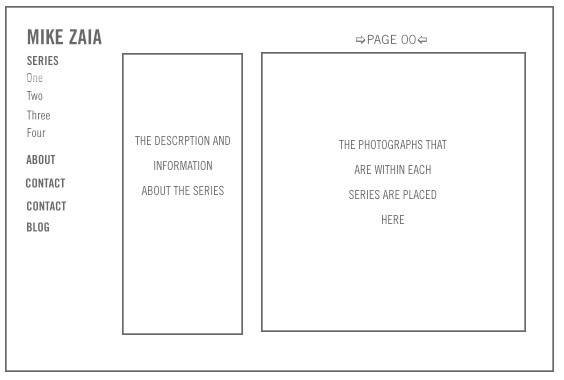 MIKE ZAIA
SERIES
One
Two
Three
Four
ABOUT
CONTACT
CONTACT
BLOG
THE DESCRPTION AND
INFORMATION
ABOUT THE SERIES
⇨PAGE 00⇦
THE PHOTOGRAPHS THAT
ARE WITHIN EACH
SERIES ARE PLACED
HERE